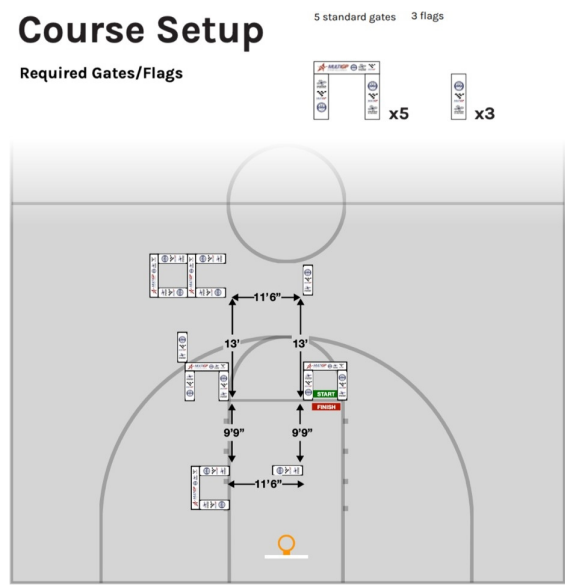 Course Setup
5 standard gates 3 flags
Required Gates/Flags
MULTIGP
x5
x3
11'6"
13' 13'
START
FINISH
9'9" 9'9"
11'6"